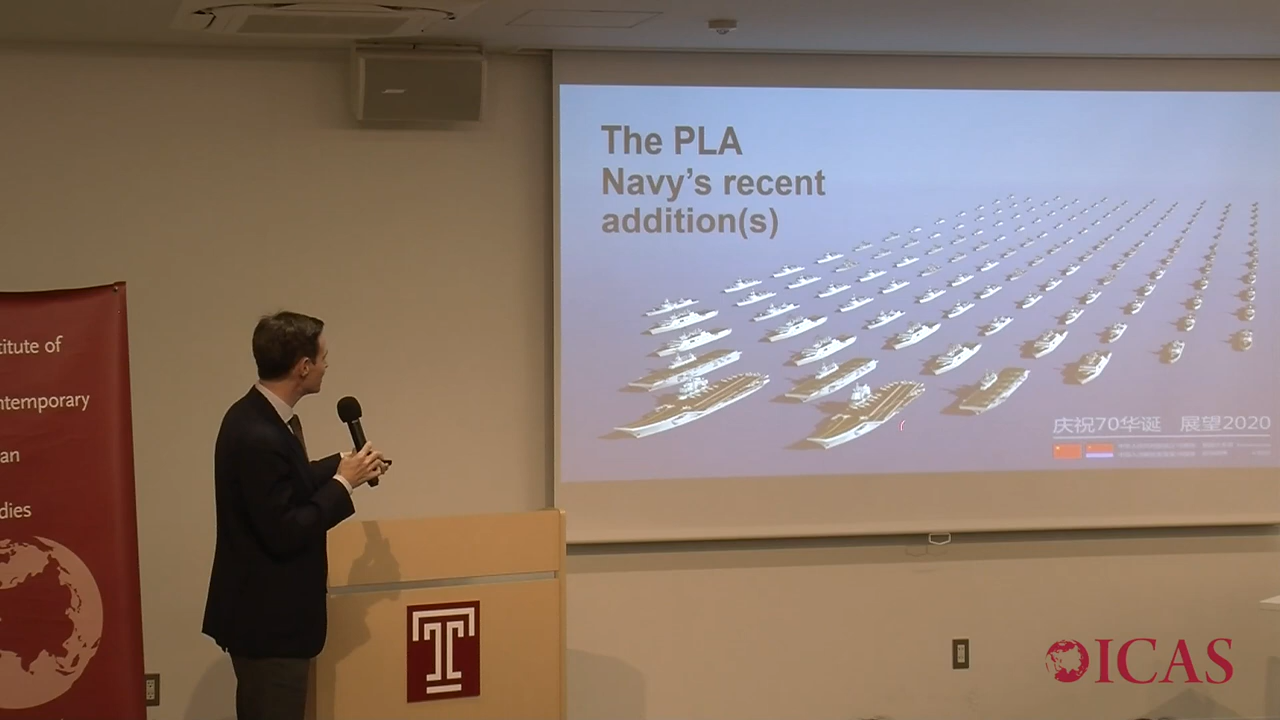 The PLA
Navy's recent
addition(s)
庆祝70华诞 展望2020
titute of
ntemporary
an
dies
T
ICAS